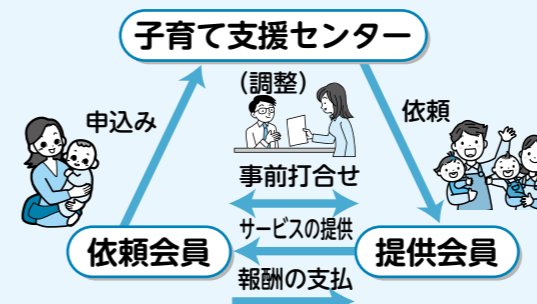 子育て支援センター
(調整)
申込み
依頼
事前打合せ
サービスの提供
依頼会員
提供会員
報酬の支払